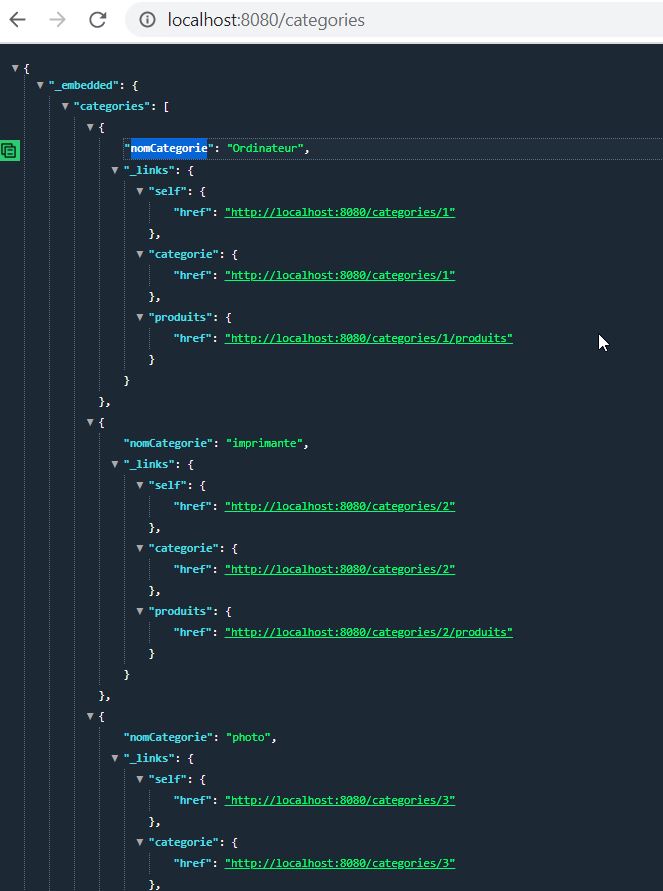 localhost:8080/categories
{
"_embedded": {
"categories": [
{
"nomCategorie": "Ordinateur",
"_links": {
"self": {
"href": "http://localhost:8080/categories/1"
},
"categorie": {
"href": "http://localhost:8080/categories/1"
},
"produits": {
"href": "http://localhost:8080/categories/1/produits"
}
}
},
{
"nomCategorie": "imprimante",
"_links": {
"self": {
"href": "http://localhost:8080/categories/2"
},
"categorie": {
"href": "http://localhost:8080/categories/2"
},
"produits": {
"href": "http://localhost:8080/categories/2/produits"
}
}
},
{
"nomCategorie": "photo",
"_links": {
"self": {
"href": "http://localhost:8080/categories/3"
},
"categorie": {
"href": "http://localhost:8080/categories/3"
},